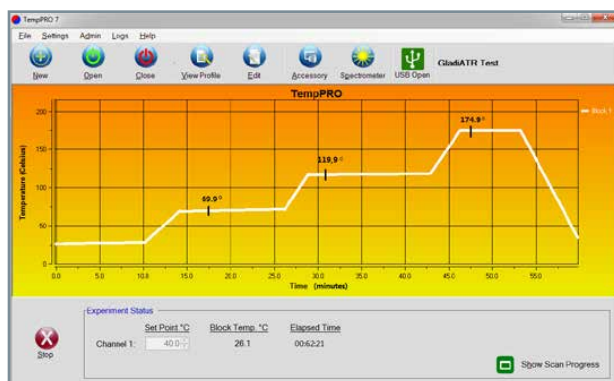 TempPRO 7
File Settings Admin Logs Help
New Open Close View Profile Edit Accessory Spectrometer USB Open GladiATR Test
TempPRO
Block 1
200
150
100
50
0
Temperature (Celsius)
69.9°
119,9°
174.9°
0.0 5.0 10.0 15.0 20.0 25.0 30.0 35.0 40.0 45.0 50.0 55.0
Time (minutes)
Experiment Status
Set Point °C Block Temp. °C Elapsed Time
Channel 1: 40.0 26.1 00:62:21
Stop
Show Scan Progress